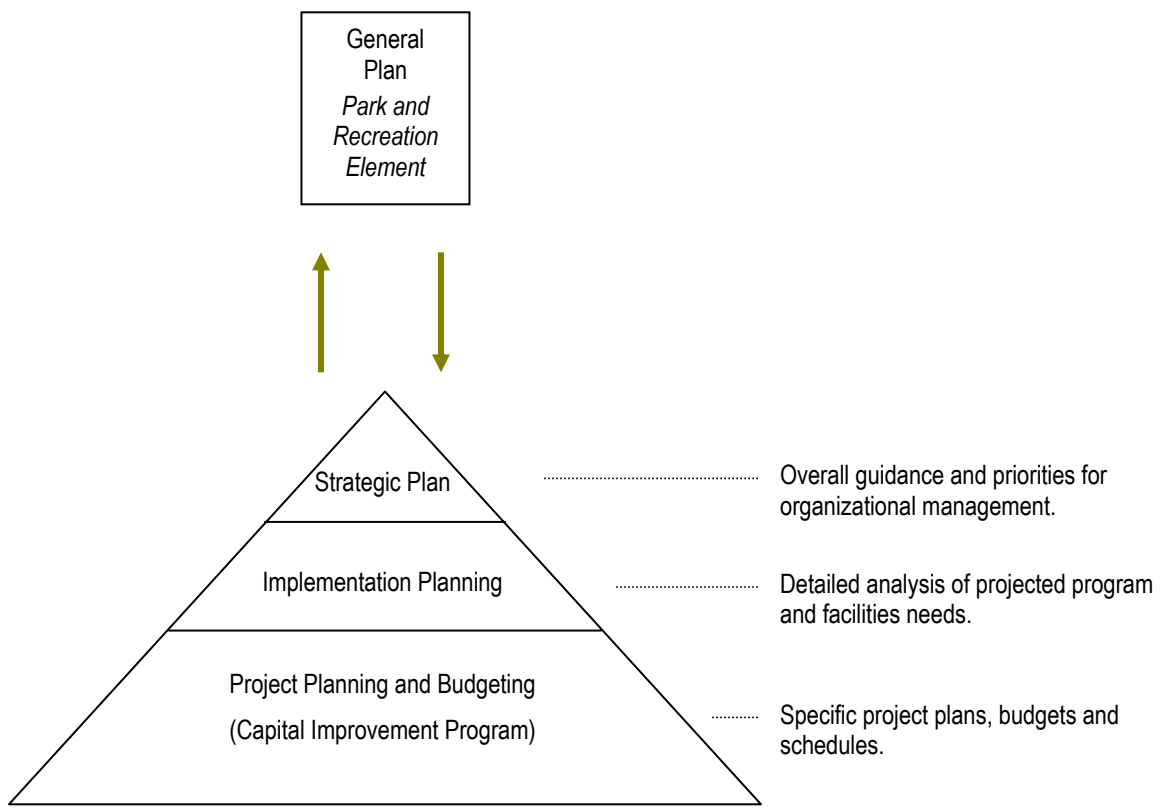 General
Plan
Park and
Recreation
Element
Strategic Plan
Overall guidance and priorities for
organizational management.
Implementation Planning
Detailed analysis of projected program
and facilities needs.
Project Planning and Budgeting
(Capital Improvement Program)
Specific project plans, budgets and
schedules.